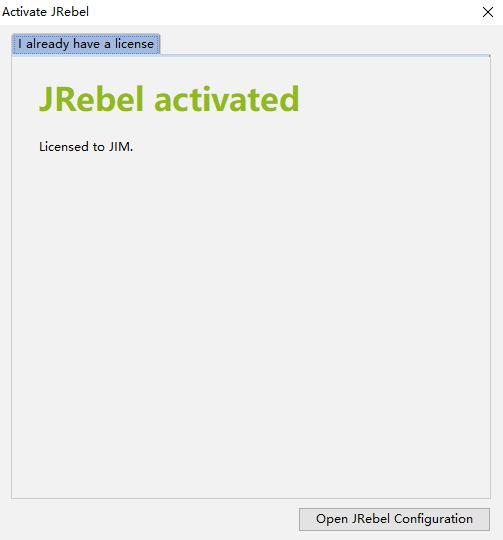 Activate JRebel
I already have a license
JRebel activated
Licensed to JIM.
Open JRebel Configuration